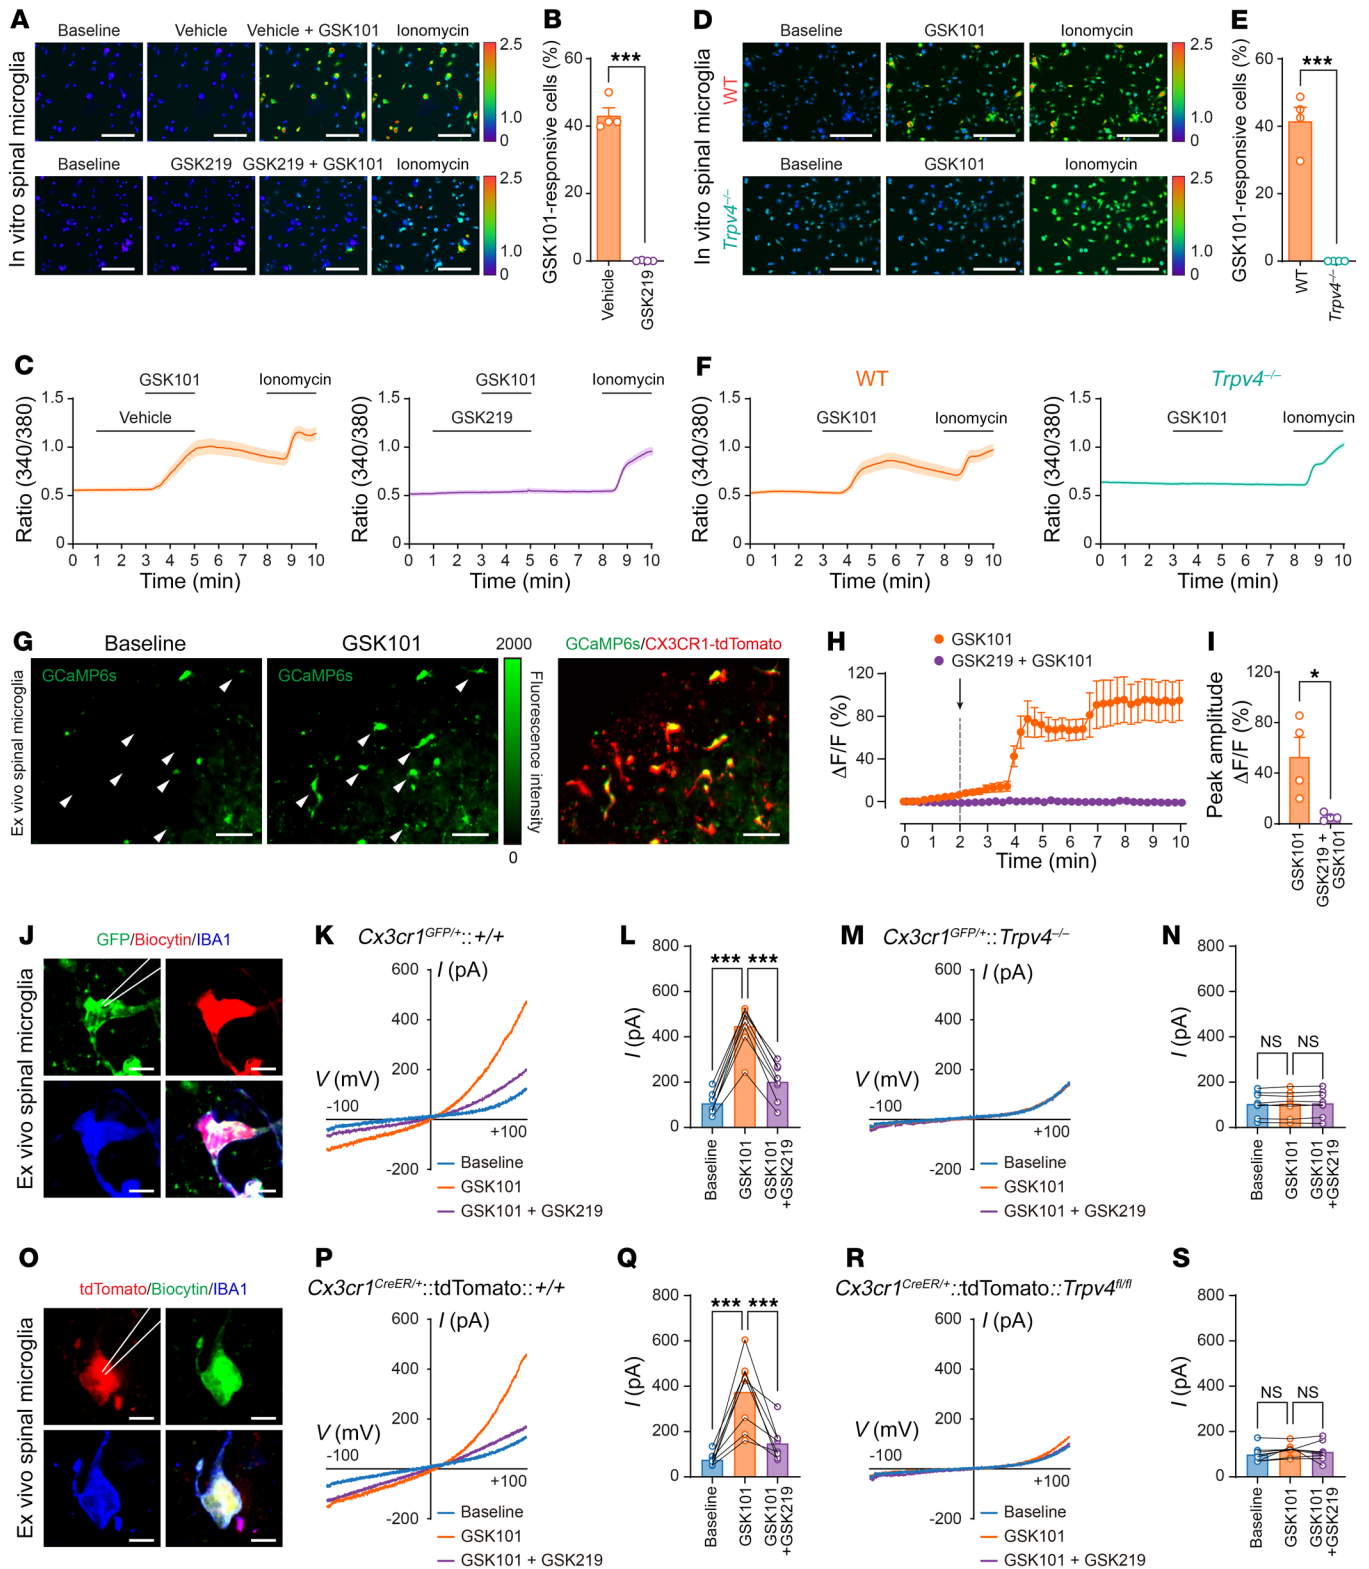 A
In vitro spinal microglia
Baseline
Vehicle
Vehicle + GSK101
Ionomycin
2.5
1.0
0
Baseline
GSK219
GSK219 + GSK101
Ionomycin
2.5
1.0
0
B
GSK101-responsive cells (%)
60
40
20
0
***
Vehicle
GSK219
D
In vitro spinal microglia
WT
Baseline
GSK101
Ionomycin
2.5
1.0
0
Trpv4–/–
Baseline
GSK101
Ionomycin
2.5
1.0
0
E
GSK101-responsive cells (%)
60
40
20
0
***
WT
Trpv4–/–
C
Ratio (340/380)
1.5
1.0
0.5
0
GSK101
Ionomycin
Vehicle
0 1 2 3 4 5 6 7 8 9 10
Time (min)
Ratio (340/380)
1.5
1.0
0.5
0
GSK101
Ionomycin
GSK219
0 1 2 3 4 5 6 7 8 9 10
Time (min)
F
WT
Ratio (340/380)
1.5
1.0
0.5
0
GSK101
Ionomycin
0 1 2 3 4 5 6 7 8 9 10
Time (min)
Trpv4–/–
Ratio (340/380)
1.5
1.0
0.5
0
GSK101
Ionomycin
0 1 2 3 4 5 6 7 8 9 10
Time (min)
G
Ex vivo spinal microglia
Baseline
GCaMP6s
GSK101
GCaMP6s
2000
0
Fluorescence intensity
GCaMP6s/CX3CR1-tdTomato
H
GSK101
GSK219 + GSK101
ΔF/F (%)
120
80
40
0
0 1 2 3 4 5 6 7 8 9 10
Time (min)
I
Peak amplitude
ΔF/F (%)
120
80
40
0
*
GSK101
GSK219 +
GSK101
J
Ex vivo spinal microglia
GFP/Biocytin/IBA1
K
Cx3cr1GFP/+::+/+
I (pA)
600
400
200
-200
V (mV)
-100
+100
Baseline
GSK101
GSK101 + GSK219
L
I (pA)
800
600
400
200
0
*** ***
Baseline
GSK101
GSK101
+GSK219
M
Cx3cr1GFP/+::Trpv4–/–
I (pA)
600
400
200
-200
V (mV)
-100
+100
Baseline
GSK101
GSK101 + GSK219
N
I (pA)
800
600
400
200
0
NS NS
Baseline
GSK101
GSK101
+GSK219
O
Ex vivo spinal microglia
tdTomato/Biocytin/IBA1
P
Cx3cr1CreER/+::tdTomato::+/+
I (pA)
600
400
200
-200
V (mV)
-100
+100
Baseline
GSK101
GSK101 + GSK219
Q
I (pA)
800
600
400
200
0
*** ***
Baseline
GSK101
GSK101
+GSK219
R
Cx3cr1CreER/+::tdTomato::Trpv4fl/fl
I (pA)
600
400
200
-200
V (mV)
-100
+100
Baseline
GSK101
GSK101 + GSK219
S
I (pA)
800
600
400
200
0
NS NS
Baseline
GSK101
GSK101
+GSK219